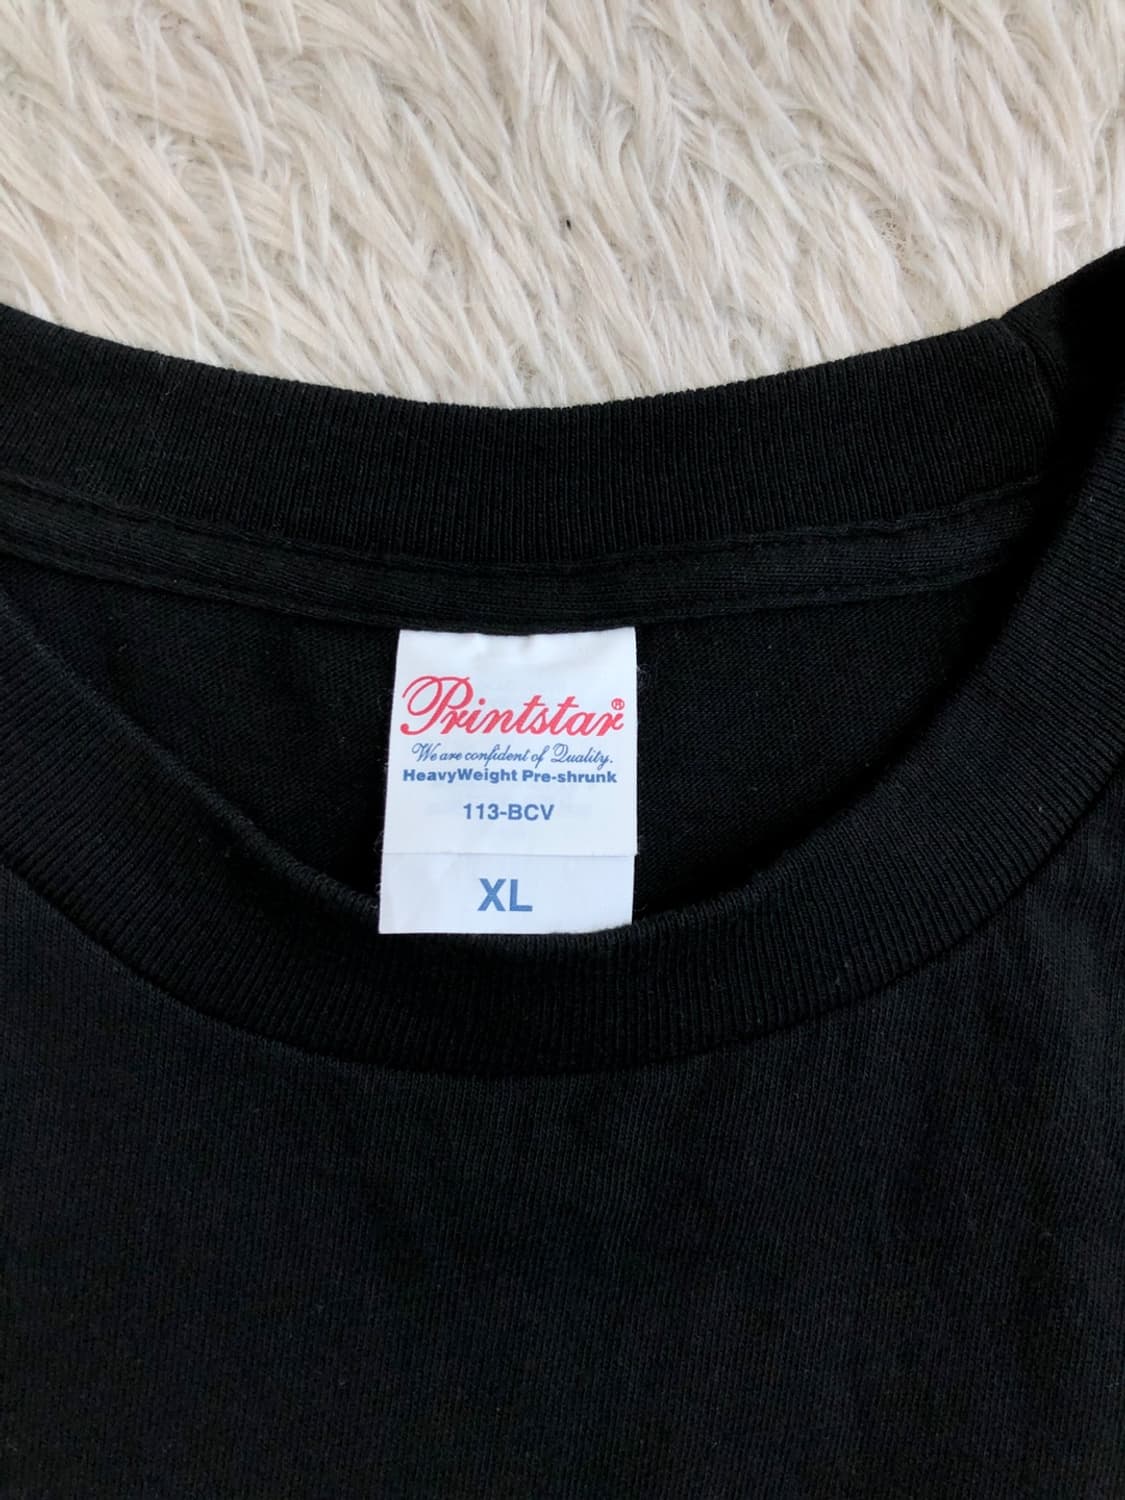 Printstar®
We are confident of Quality.
HeavyWeight Pre-shrunk
113-BCV
XL